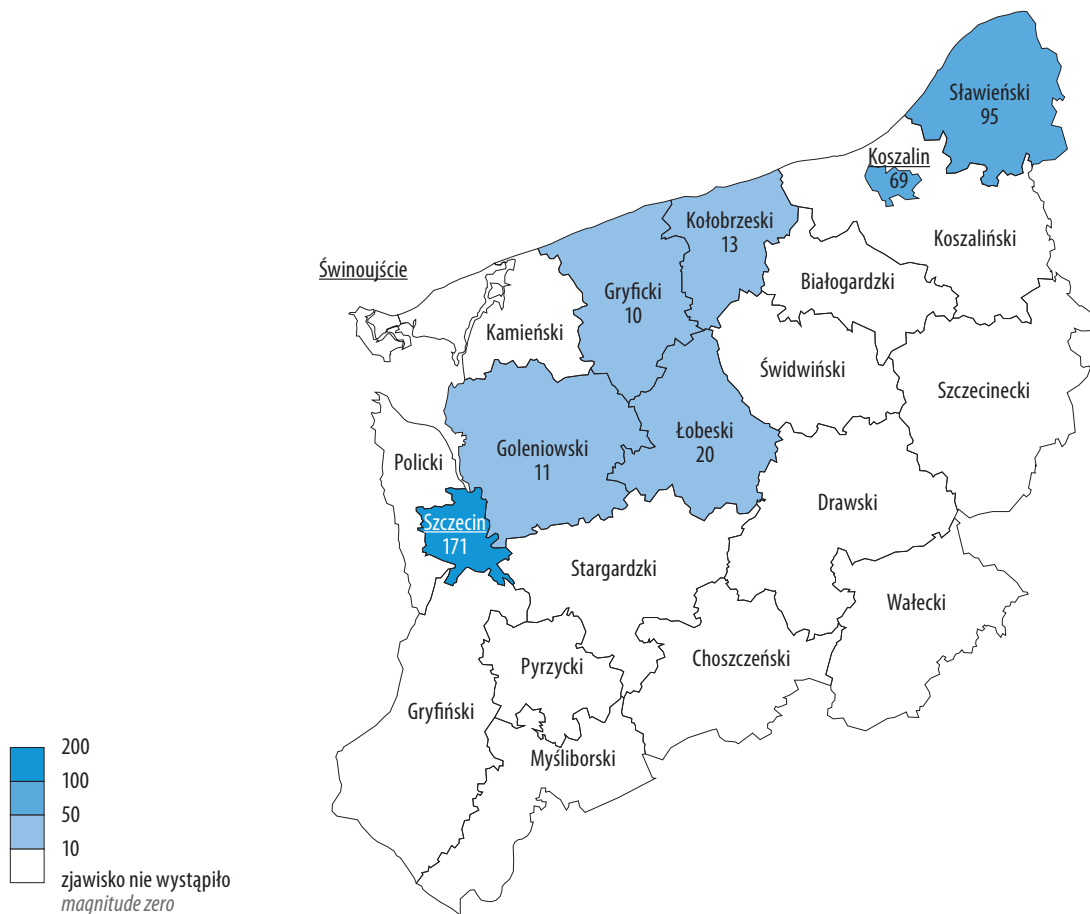 Sławieński
95
Koszalin
69
Kołobrzeski
13
Koszaliński
Świnoujście
Białogardzki
Gryficki
10
Kamieński
Świdwiński
Szczecinecki
Łobeski
20
Goleniowski
11
Policki
Drawski
Szczecin
171
Stargardzki
Wałecki
Choszczeński
Pyrzycki
Gryfiński
Myśliborski
200
100
50
10
zjawisko nie wystąpiło
magnitude zero